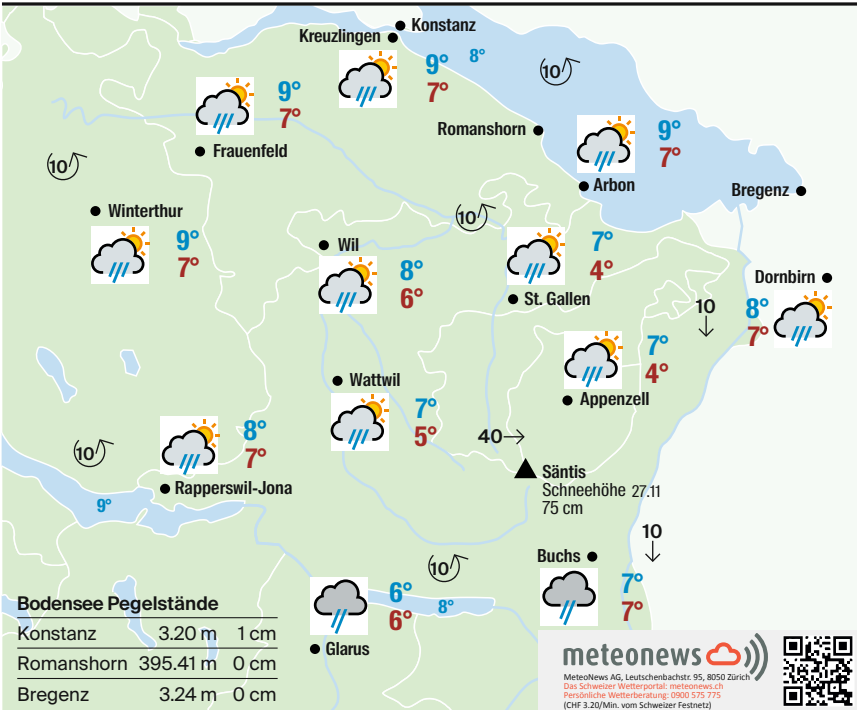 Konstanz
Kreuzlingen
9°
7°
8°
10
9°
7°
Frauenfeld
Romanshorn
9°
7°
Arbon
Bregenz
10
Winterthur
9°
7°
10
Wil
8°
6°
7°
4°
St. Gallen
Dornbirn
8°
7°
10
7°
4°
Appenzell
Wattwil
7°
5°
8°
7°
10
Rapperswil-Jona
9°
40
Säntis
Schneehöhe 27.11
75 cm
10
Buchs
7°
7°
10
6°
6°
8°
Glarus
Bodensee Pegelstände
Konstanz 3.20 m 1 cm
Romanshorn 395.41 m 0 cm
Bregenz 3.24 m 0 cm
meteonews
MeteoNews AG, Leutschenbachstr. 95, 8050 Zürich
Das Schweizer Wetterportal: meteonews.ch
Persönliche Wetterberatung: 0900 575 775
(CHF 3.20/Min. vom Schweizer Festnetz)